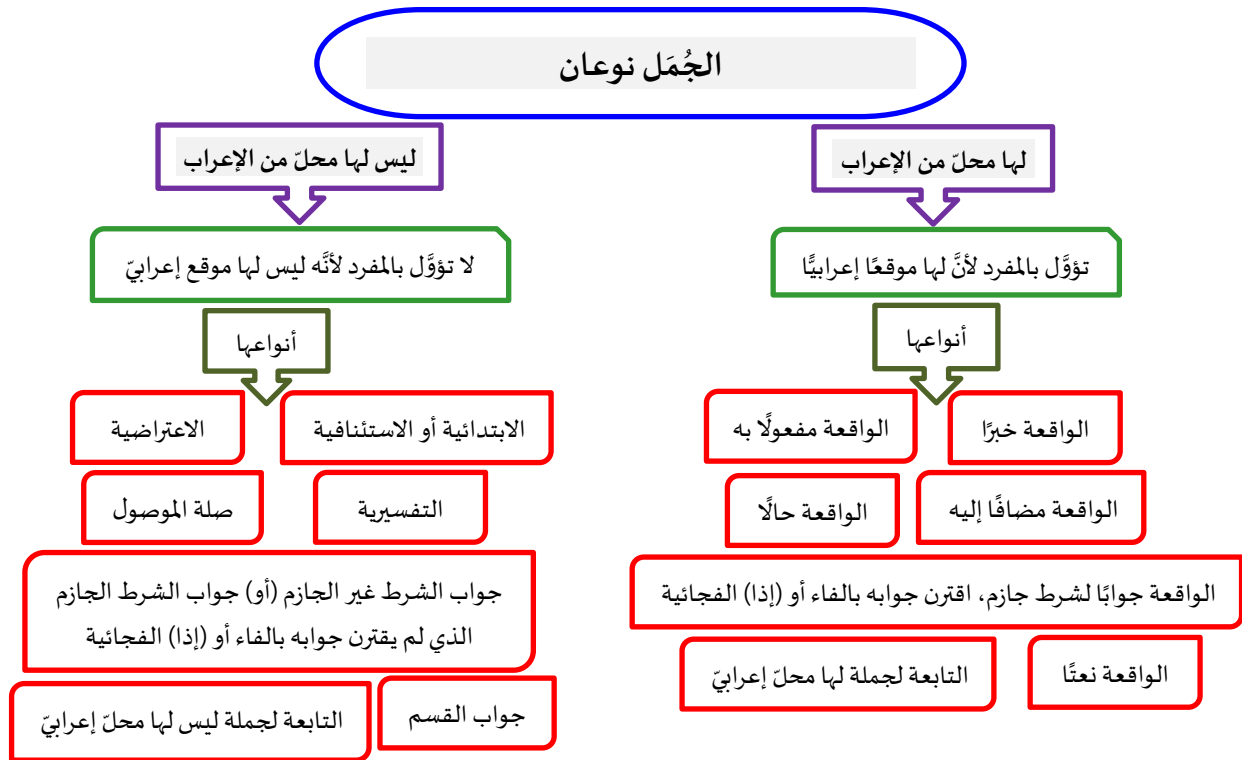 الجُمَل نوعان
لها محلّ من الإعراب
ليس لها محلّ من الإعراب
تؤوَّل بالمفرد لأنَّ لها موقعًا إعرابيًّا
لا تؤوَّل بالمفرد لأنَّه ليس لها موقع إعرابيّ
أنواعها
أنواعها
الواقعة خبرًا
الواقعة مفعولًا به
الواقعة مضافًا إليه
الواقعة حالًا
الواقعة جوابًا لشرط جازم، اقترن جوابه بالفاء أو (إذا) الفجائية
الواقعة نعتًا
التابعة لجملة لها محلّ إعرابيّ
الابتدائية أو الاستئنافية
الاعتراضية
التفسيرية
صلة الموصول
جواب الشرط غير الجازم (أو) جواب الشرط الجازم
الذي لم يقترن جوابه بالفاء أو (إذا) الفجائية
جواب القسم
التابعة لجملة ليس لها محلّ إعرابيّ